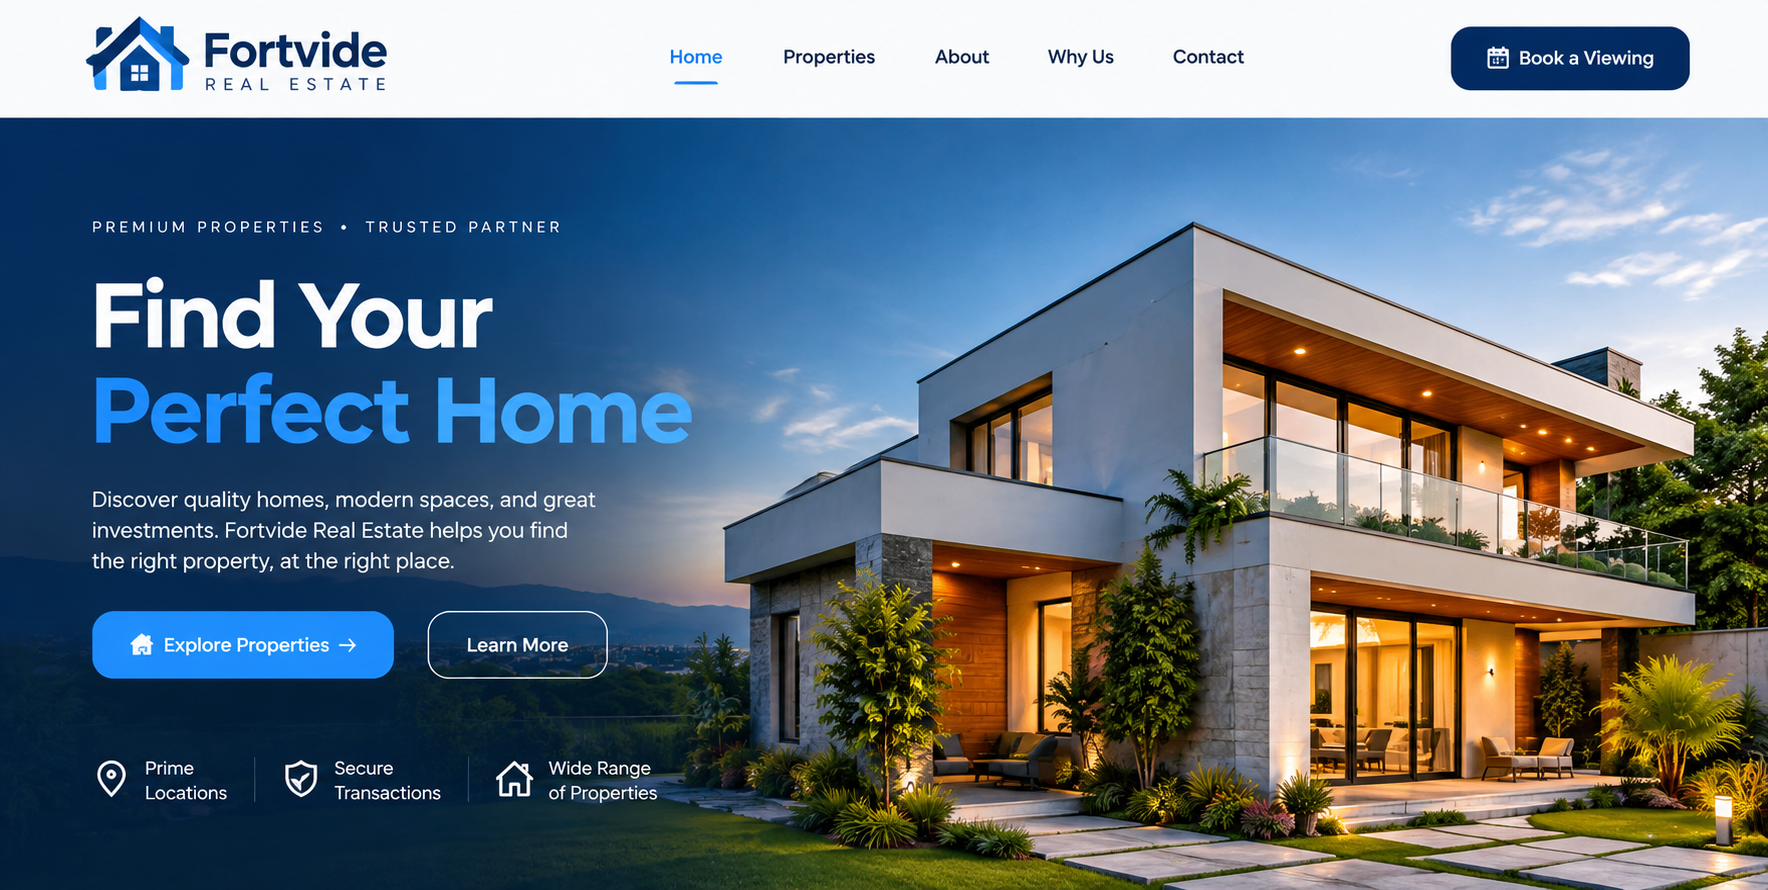 Fortvide
REAL ESTATE
Home
Properties
About
Why Us
Contact
Book a Viewing
PREMIUM PROPERTIES • TRUSTED PARTNER
Find Your
Perfect Home
Discover quality homes, modern spaces, and great
investments. Fortvide Real Estate helps you find
the right property, at the right place.
Explore Properties →
Learn More
Prime
Locations
Secure
Transactions
Wide Range
of Properties